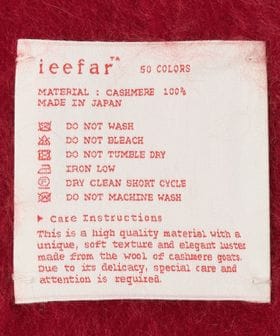 ieefar™ 50 COLORS
MATERIAL : CASHMERE 100%
MADE IN JAPAN
DO NOT WASH
DO NOT BLEACH
DO NOT TUMBLE DRY
IRON LOW
DRY CLEAN SHORT CYCLE
DO NOT MACHINE WASH
▶ Care Instructions
This is a high quality material with a
unique, soft texture and elegant luster
made from the wool of cashmere goats.
Due to its delicacy, special care and
attention is required.